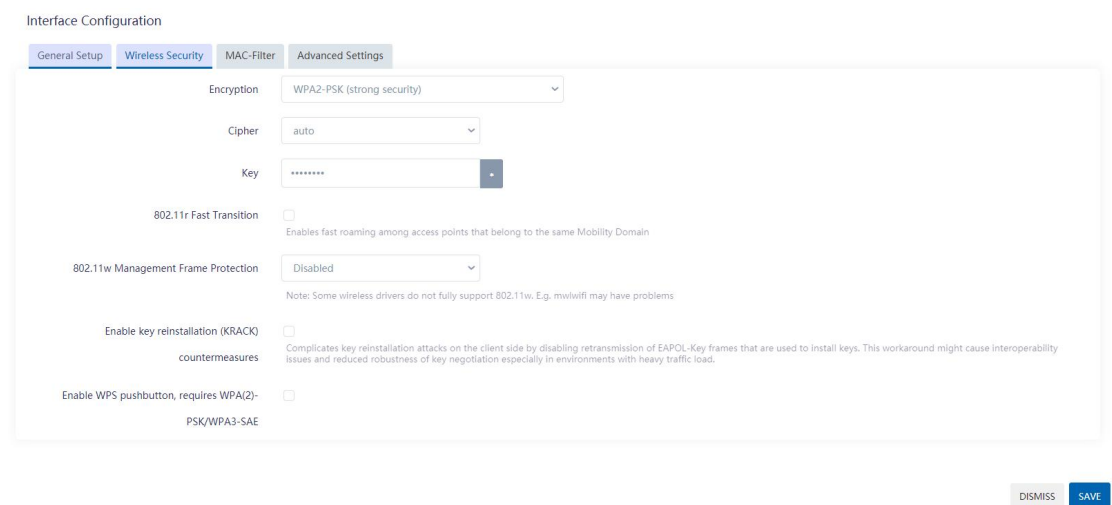 Interface Configuration
General Setup Wireless Security MAC-Filter Advanced Settings
Encryption WPA2-PSK (strong security)
Cipher auto
Key ••••••••
802.11r Fast Transition
Enables fast roaming among access points that belong to the same Mobility Domain
802.11w Management Frame Protection Disabled
Note: Some wireless drivers do not fully support 802.11w. E.g. mwlwifi may have problems
Enable key reinstallation (KRACK)
countermeasures
Complicates key reinstallation attacks on the client side by disabling retransmission of EAPOL-Key frames that are used to install keys. This workaround might cause interoperability
issues and reduced robustness of key negotiation especially in environments with heavy traffic load.
Enable WPS pushbutton, requires WPA(2)-
PSK/WPA3-SAE
DISMISS SAVE